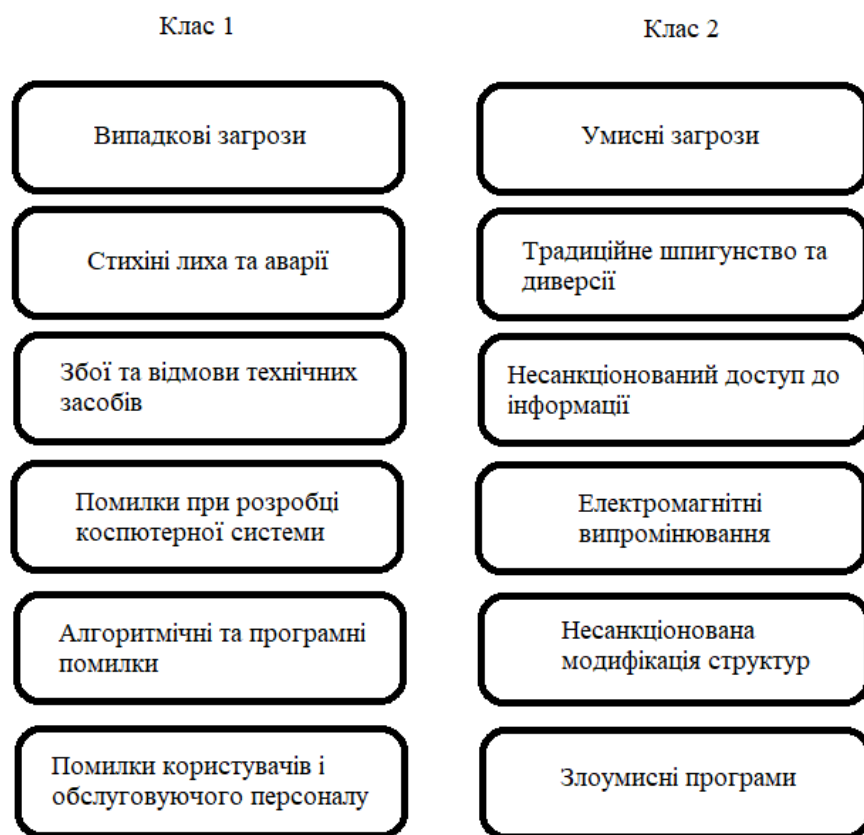 Клас 1
Клас 2
Випадкові загрози
Умисні загрози
Стихіні лиха та аварії
Традиційне шпигунство та
диверсії
Збої та відмови технічних
засобів
Несанкціонований доступ до
інформації
Помилки при розробці
коспютерної системи
Електромагнітні
випромінювання
Алгоритмічні та програмні
помилки
Несанкціонована
модифікація структур
Помилки користувачів і
обслуговуючого персоналу
Злоумисні програми